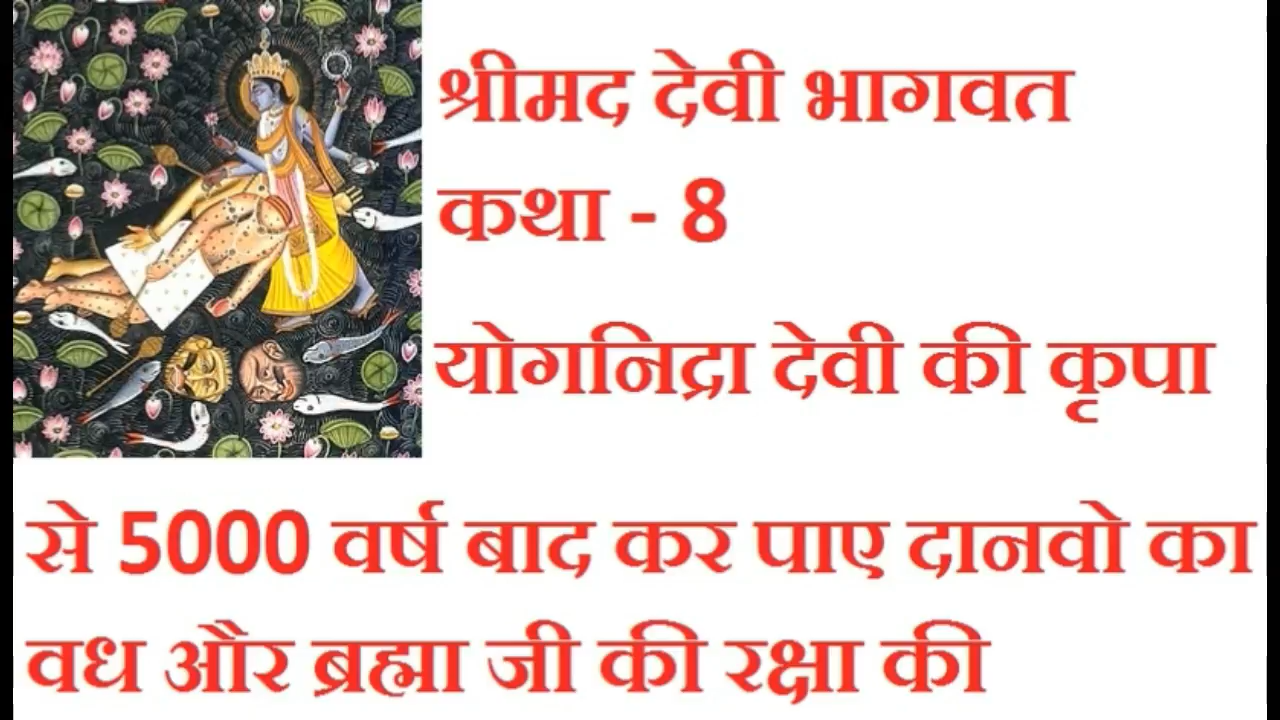 श्रीमद देवी भागवत
कथा - 8
योगनिद्रा देवी की कृपा
से 5000 वर्ष बाद कर पाए दानवो का
वध और ब्रह्मा जी की रक्षा की